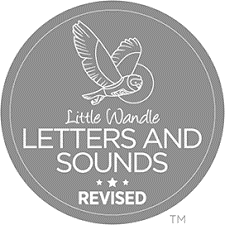 Little Wandle
LETTERS AND
SOUNDS
REVISED
TM